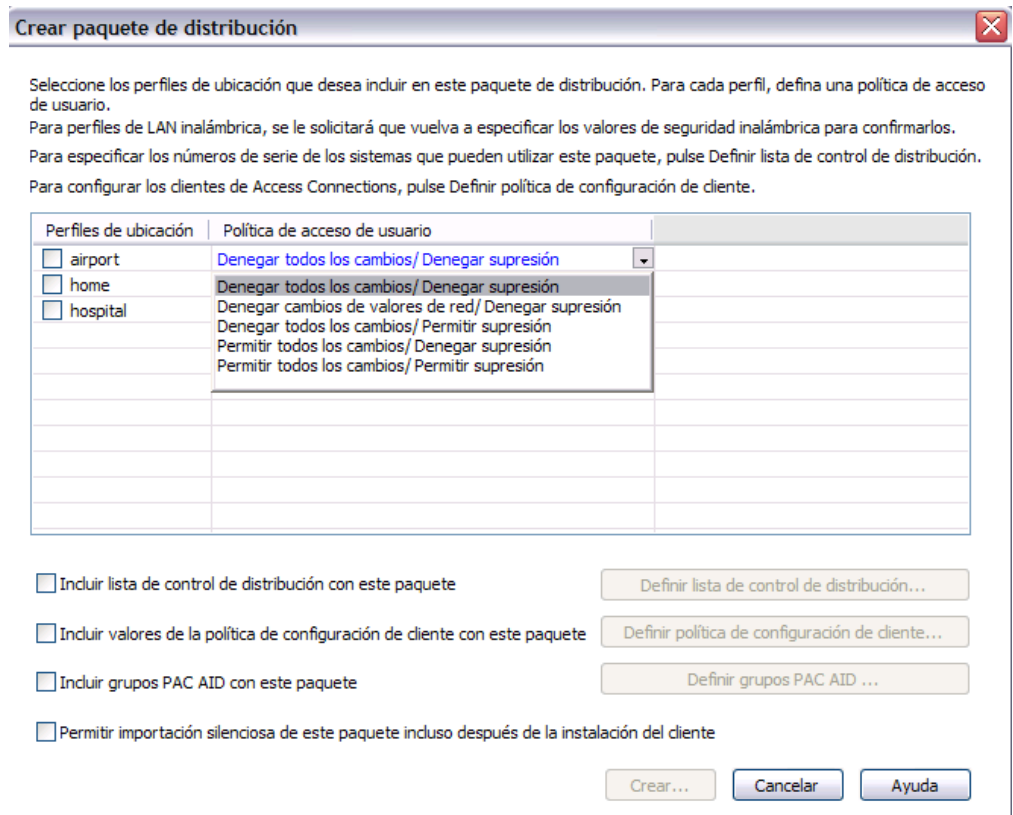 Crear paquete de distribución
Seleccione los perfiles de ubicación que desea incluir en este paquete de distribución. Para cada perfil, defina una política de acceso
de usuario.
Para perfiles de LAN inalámbrica, se le solicitará que vuelva a especificar los valores de seguridad inalámbrica para confirmarlos.
Para especificar los números de serie de los sistemas que pueden utilizar este paquete, pulse Definir lista de control de distribución.
Para configurar los clientes de Access Connections, pulse Definir política de configuración de cliente.
Perfiles de ubicación Política de acceso de usuario
airport Denegar todos los cambios/ Denegar supresión
home Denegar todos los cambios/ Denegar supresión
hospital Denegar cambios de valores de red/ Denegar supresión
Denegar todos los cambios/ Permitir supresión
Permitir todos los cambios/ Denegar supresión
Permitir todos los cambios/ Permitir supresión
Incluir lista de control de distribución con este paquete Definir lista de control de distribución...
Incluir valores de la política de configuración de cliente con este paquete Definir política de configuración de cliente...
Incluir grupos PAC AID con este paquete Definir grupos PAC AID ...
Permitir importación silenciosa de este paquete incluso después de la instalación del cliente
Crear... Cancelar Ayuda